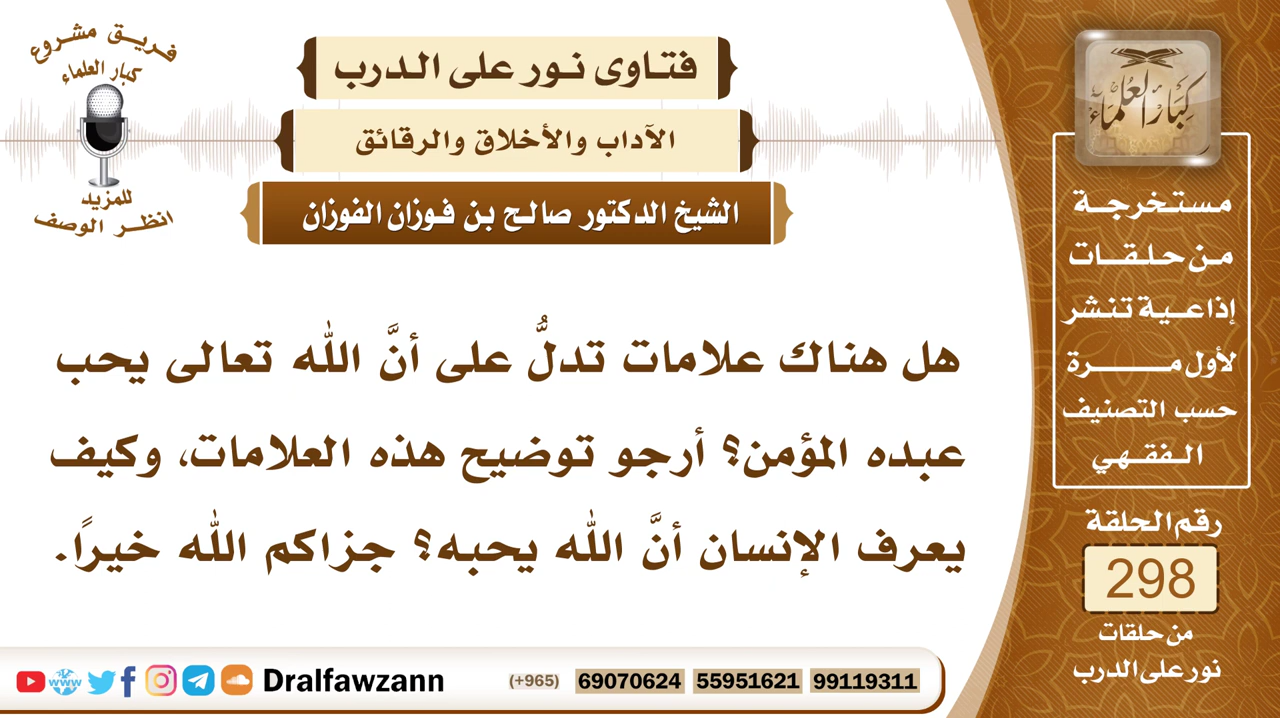 فريق مشروع
كبار العلماء
للمزيد
انظر الوصف
فتاوى نور على الدرب
الآداب والأخلاق والرقائق
الشيخ الدكتور صالح بن فوزان الفوزان
هل هناك علامات تدلُّ على أنَّ الله تعالى يحب
عبده المؤمن؟ أرجو توضيح هذه العلامات، وكيف
يعرف الإنسان أنَّ الله يحبه؟ جزاكم الله خيراً.
كبار العلماء
مستخرجة
من حلقات
إذاعية تنشر
لأول مرة
حسب التصنيف
الفقهي
رقم الحلقة
298
من حلقات
نور على الدرب
www Dralfawzann (+965) 69070624 55951621 99119311